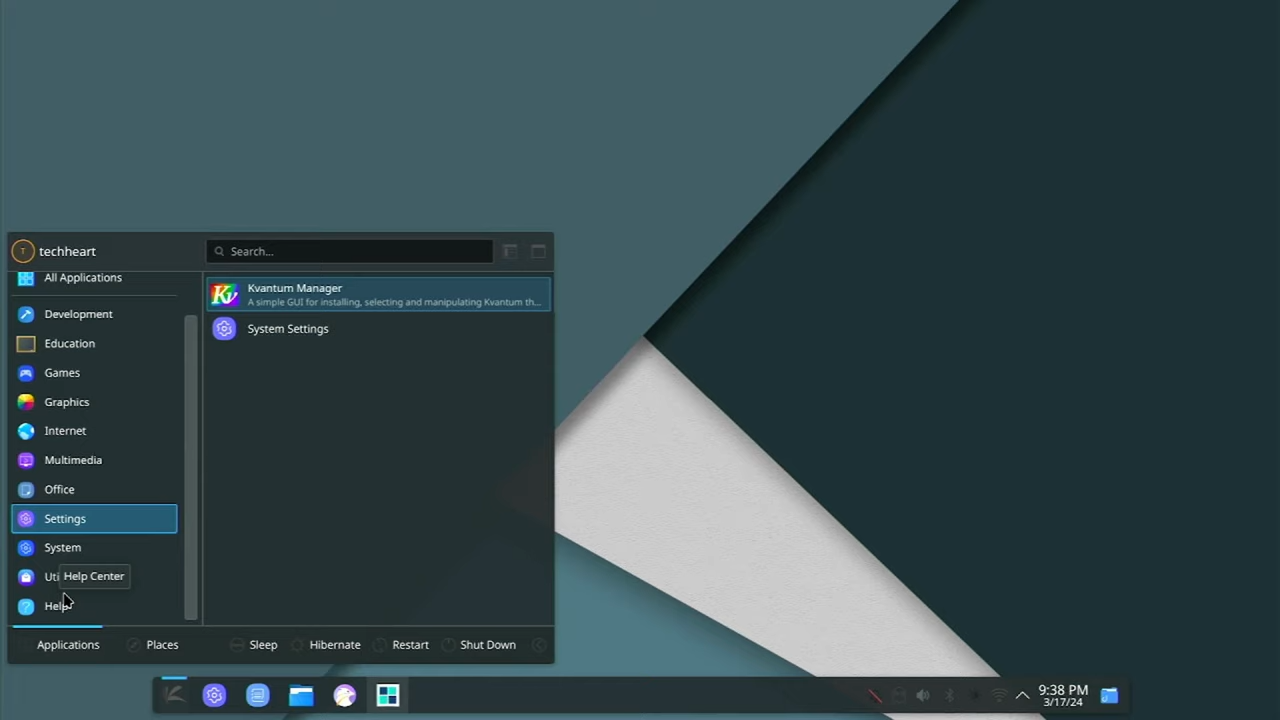 techheart
Search...
All Applications
Development
Education
Games
Graphics
Internet
Multimedia
Office
Settings
System
Uti
Help Center
Help
Kv
Kvantum Manager
A simple GUI for installing, selecting and manipulating Kvantum th...
System Settings
Applications
Places
Sleep
Hibernate
Restart
Shut Down
9:38 PM
3/17/24